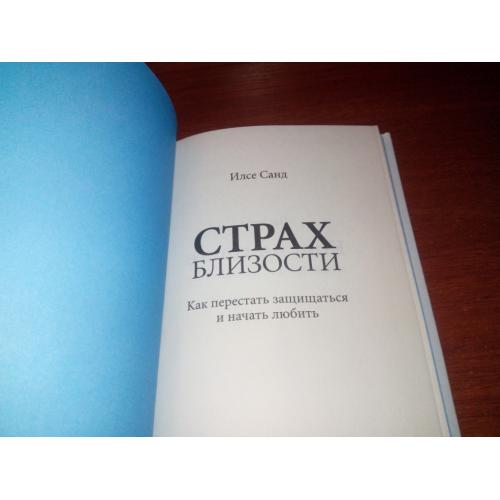 Илсе Санд
СТРАХ
БЛИЗОСТИ
Как перестать защищаться
и начать любить